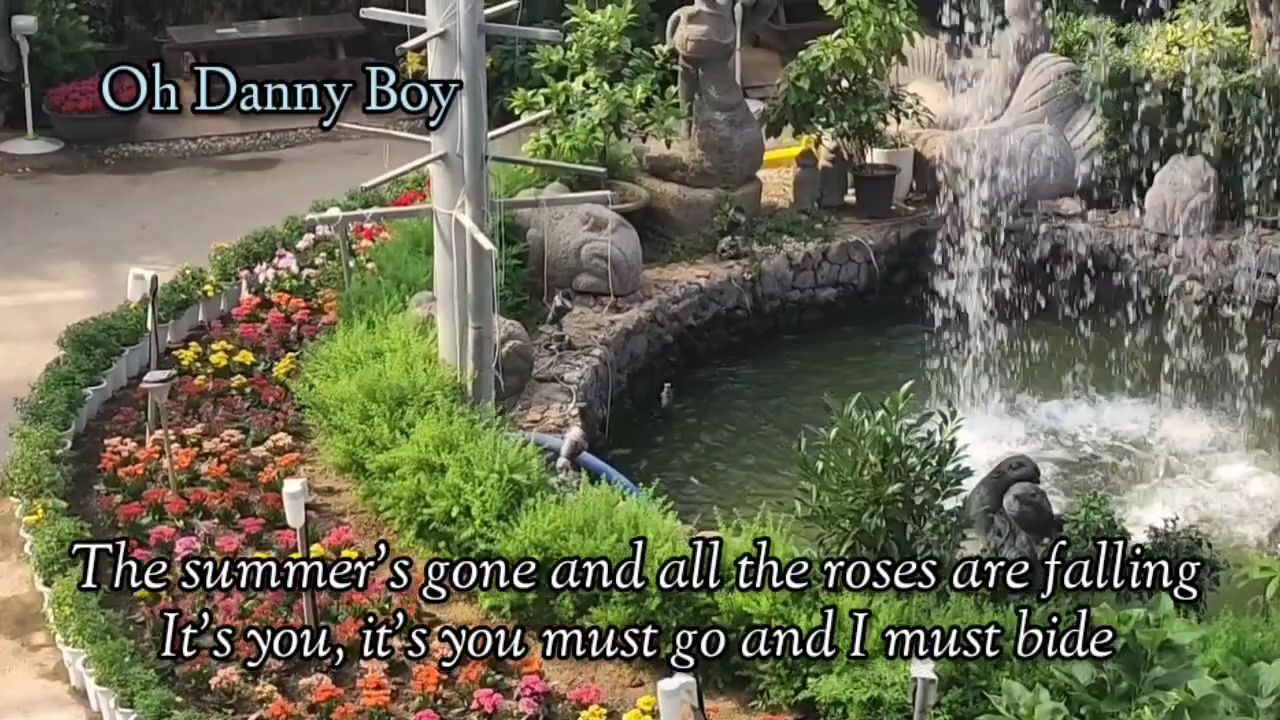 Oh Danny Boy
The summer's gone and all the roses are falling
It's you, it's you must go and I must bide